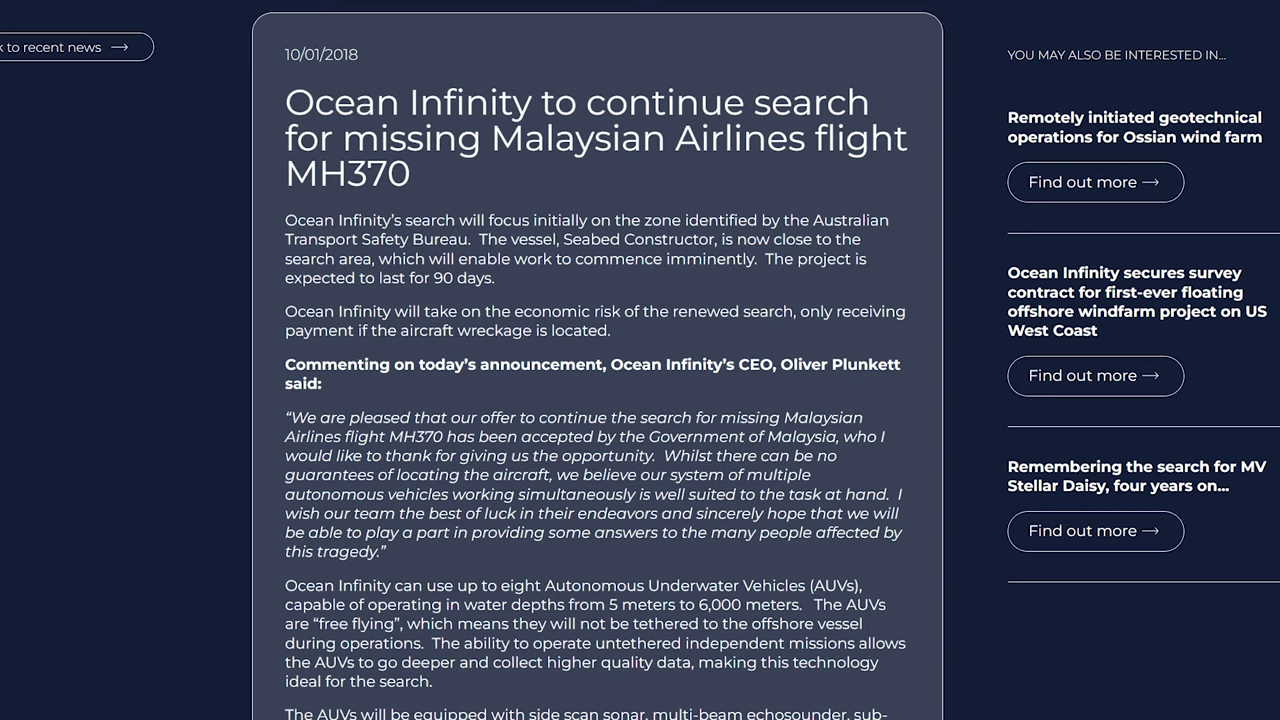 k to recent news
10/01/2018
Ocean Infinity to continue search
for missing Malaysian Airlines flight
MH370
Ocean Infinity’s search will focus initially on the zone identified by the Australian
Transport Safety Bureau.  The vessel, Seabed Constructor, is now close to the
search area, which will enable work to commence imminently.  The project is
expected to last for 90 days.
Ocean Infinity will take on the economic risk of the renewed search, only receiving
payment if the aircraft wreckage is located.
Commenting on today’s announcement, Ocean Infinity’s CEO, Oliver Plunkett
said:
“We are pleased that our offer to continue the search for missing Malaysian
Airlines flight MH370 has been accepted by the Government of Malaysia, who I
would like to thank for giving us the opportunity.  Whilst there can be no
guarantees of locating the aircraft, we believe our system of multiple
autonomous vehicles working simultaneously is well suited to the task at hand.  I
wish our team the best of luck in their endeavors and sincerely hope that we will
be able to play a part in providing some answers to the many people affected by
this tragedy.”
Ocean Infinity can use up to eight Autonomous Underwater Vehicles (AUVs),
capable of operating in water depths from 5 meters to 6,000 meters.   The AUVs
are “free flying”, which means they will not be tethered to the offshore vessel
during operations.  The ability to operate untethered independent missions allows
the AUVs to go deeper and collect higher quality data, making this technology
ideal for the search.
The AUVs will be equipped with side scan sonar, multi-beam echosounder, sub-
YOU MAY ALSO BE INTERESTED IN...
Remotely initiated geotechnical
operations for Ossian wind farm
Find out more
Ocean Infinity secures survey
contract for first-ever floating
offshore windfarm project on US
West Coast
Find out more
Remembering the search for MV
Stellar Daisy, four years on...
Find out more